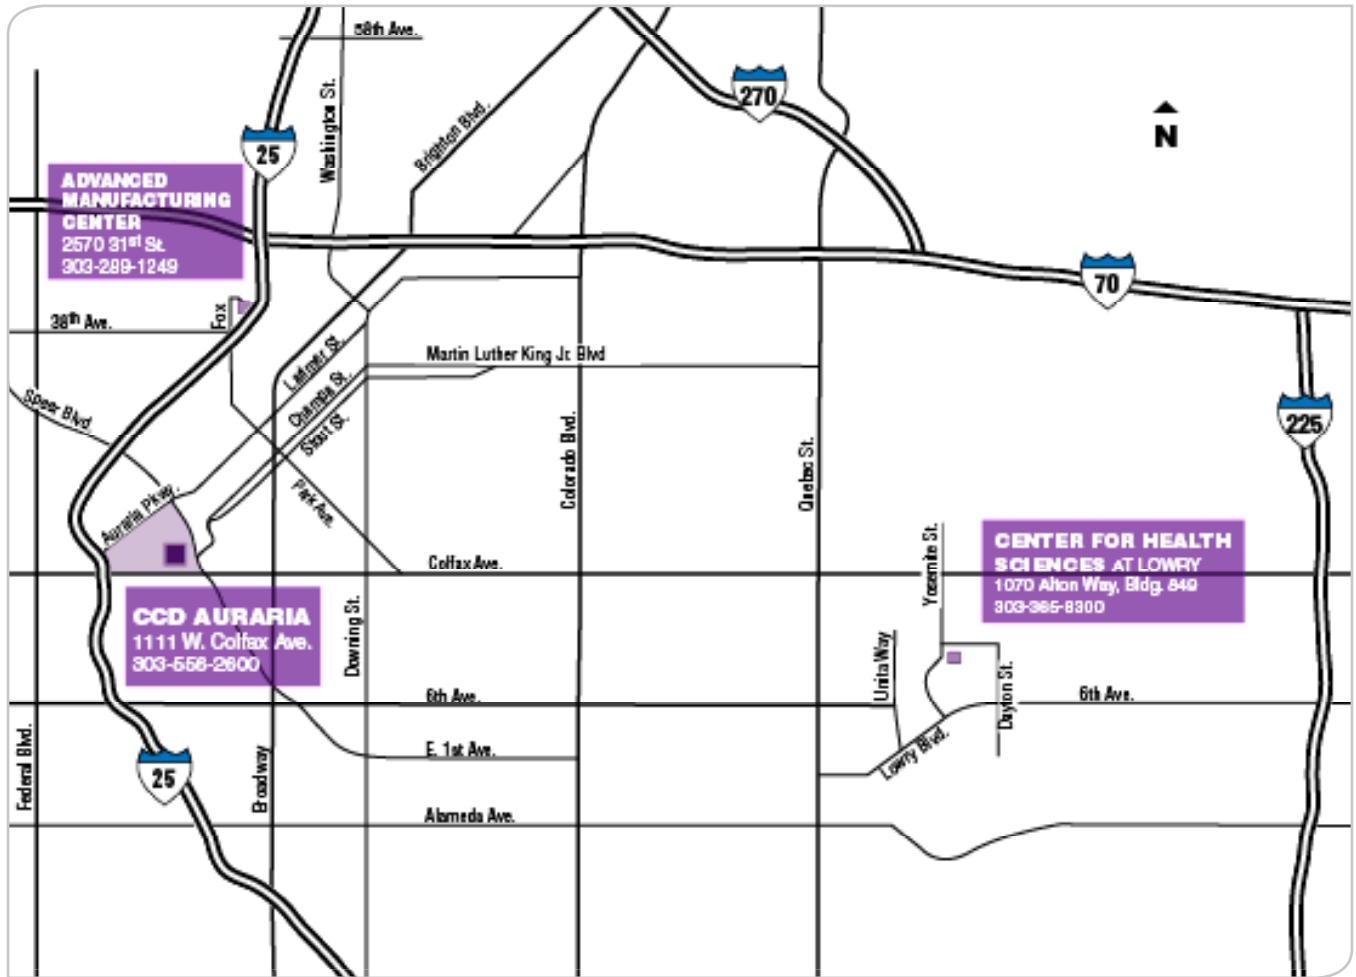 58th Ave.
Washington St.
Brighton Blvd.
270
N
25
ADVANCED
MANUFACTURING
CENTER
2570 31st St.
303-289-1249
70
38th Ave.
Fox
Larimer St.
Champa St.
Stout St.
Martin Luther King Jr. Blvd
Speer Blvd.
Colorado Blvd.
Quebec St.
225
Park Ave.
Auraria Pkwy.
Colfax Ave.
Yosemite St.
CENTER FOR HEALTH
SCIENCES AT LOWRY
1070 Alton Way, Bldg. 849
303-365-8300
CCD AURARIA
1111 W. Colfax Ave.
303-556-2600
Downing St.
Unita Way
Dayton St.
6th Ave.
6th Ave.
Federal Blvd.
25
Broadway
E. 1st Ave.
Lowry Blvd.
Alameda Ave.